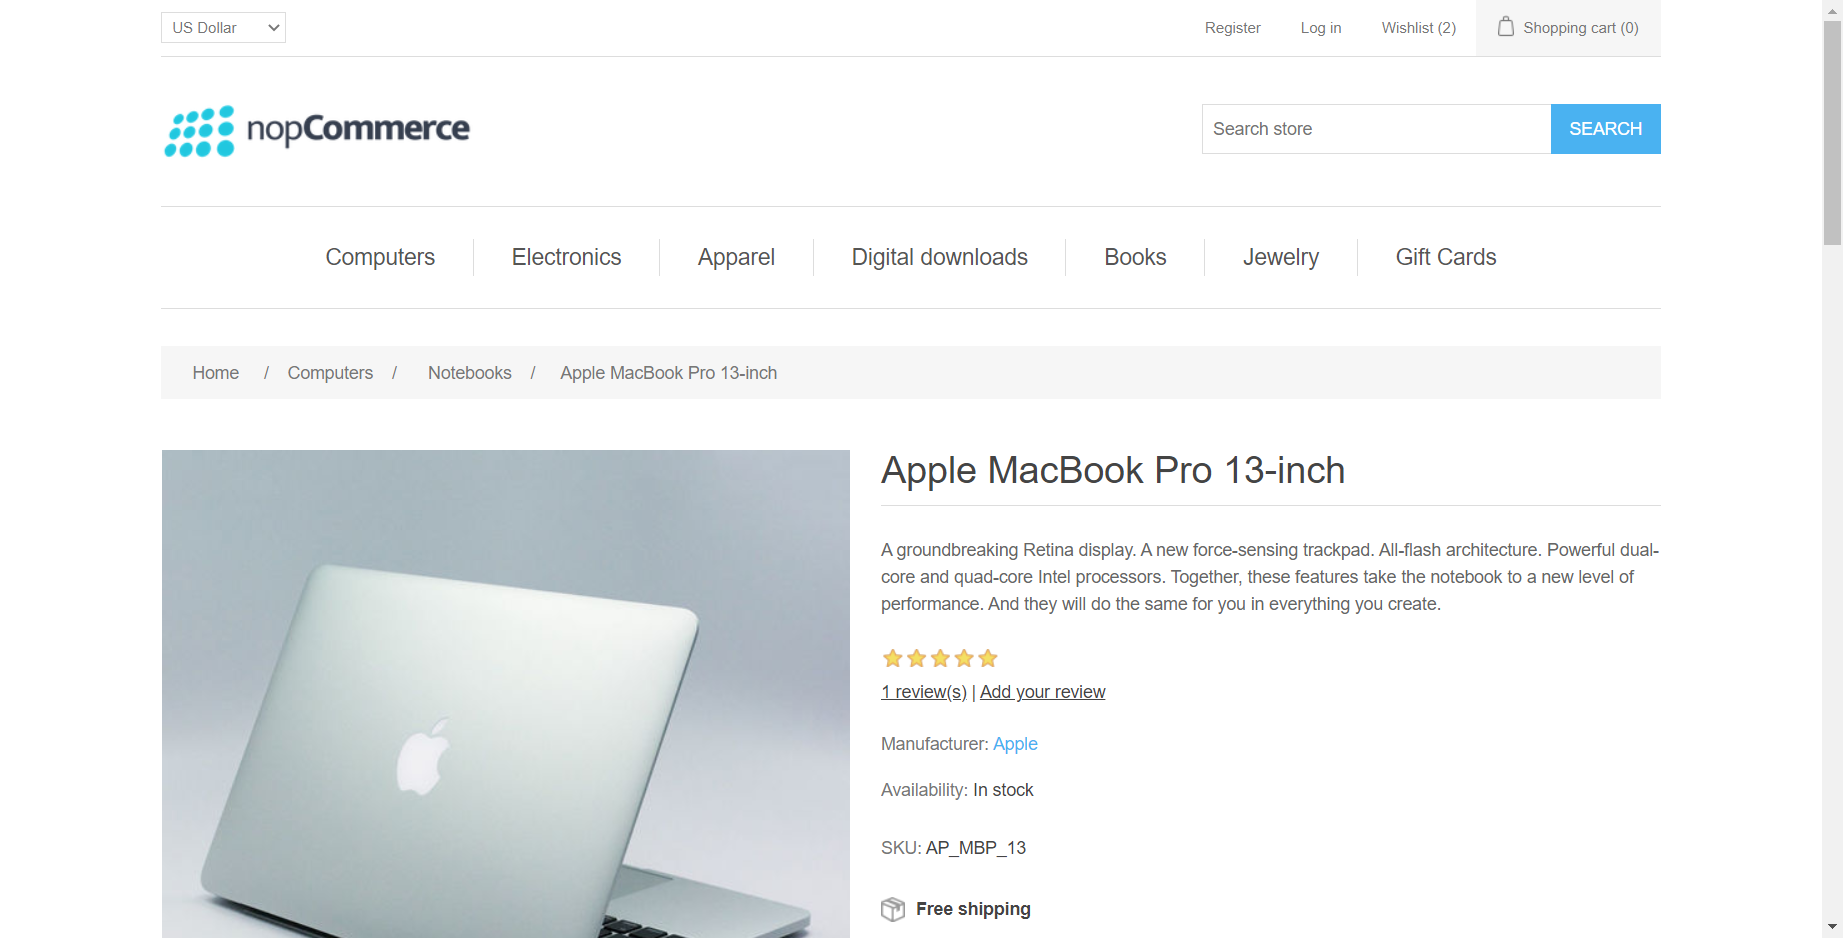 US Dollar
Register
Log in
Wishlist (2)
Shopping cart (0)
nopCommerce
Search store
SEARCH
Computers
Electronics
Apparel
Digital downloads
Books
Jewelry
Gift Cards
Home / Computers / Notebooks / Apple MacBook Pro 13-inch
Apple MacBook Pro 13-inch
A groundbreaking Retina display. A new force-sensing trackpad. All-flash architecture. Powerful dual-
core and quad-core Intel processors. Together, these features take the notebook to a new level of
performance. And they will do the same for you in everything you create.
1 review(s) | Add your review
Manufacturer: Apple
Availability: In stock
SKU: AP_MBP_13
Free shipping